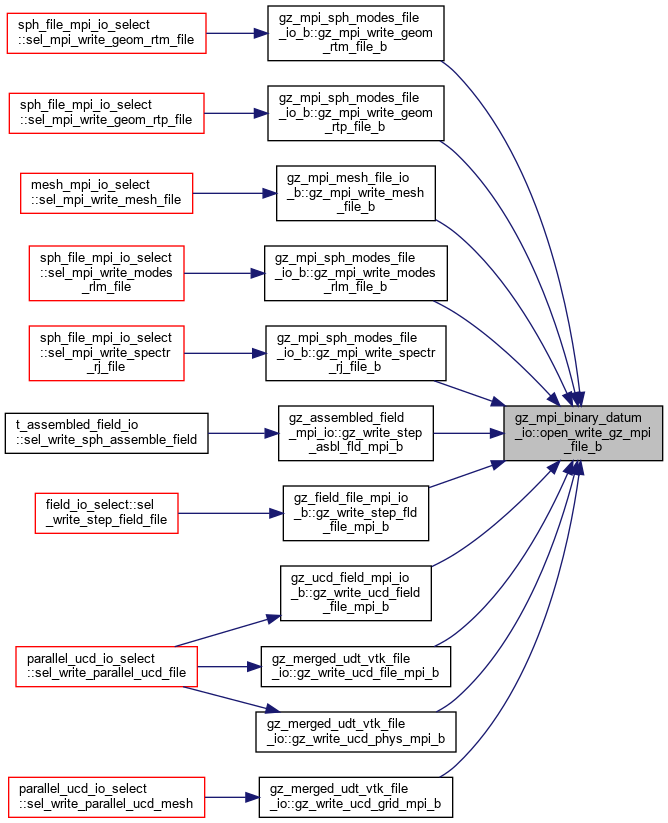 sph_file_mpi_io_select
::sel_mpi_write_geom_rtm_file
gz_mpi_sph_modes_file
_io_b::gz_mpi_write_geom
_rtm_file_b
sph_file_mpi_io_select
::sel_mpi_write_geom_rtp_file
gz_mpi_sph_modes_file
_io_b::gz_mpi_write_geom
_rtp_file_b
mesh_mpi_io_select
::sel_mpi_write_mesh_file
gz_mpi_mesh_file_io
_b::gz_mpi_write_mesh
_file_b
sph_file_mpi_io_select
::sel_mpi_write_modes
_rlm_file
gz_mpi_sph_modes_file
_io_b::gz_mpi_write_modes
_rlm_file_b
sph_file_mpi_io_select
::sel_mpi_write_spectr
_rj_file
gz_mpi_sph_modes_file
_io_b::gz_mpi_write_spectr
_rj_file_b
t_assembled_field_io
::sel_write_sph_assemble_field
gz_assembled_field
_mpi_io::gz_write_step
_asbl_fld_mpi_b
gz_mpi_binary_datum
_io::open_write_gz_mpi
_file_b
field_io_select::sel
_write_step_field_file
gz_field_file_mpi_io
_b::gz_write_step_fld
_file_mpi_b
gz_ucd_field_mpi_io
_b::gz_write_ucd_field
_file_mpi_b
parallel_ucd_io_select
::sel_write_parallel_ucd_file
gz_merged_udt_vtk_file
_io::gz_write_ucd_file_mpi_b
gz_merged_udt_vtk_file
_io::gz_write_ucd_phys_mpi_b
parallel_ucd_io_select
::sel_write_parallel_ucd_mesh
gz_merged_udt_vtk_file
_io::gz_write_ucd_grid_mpi_b